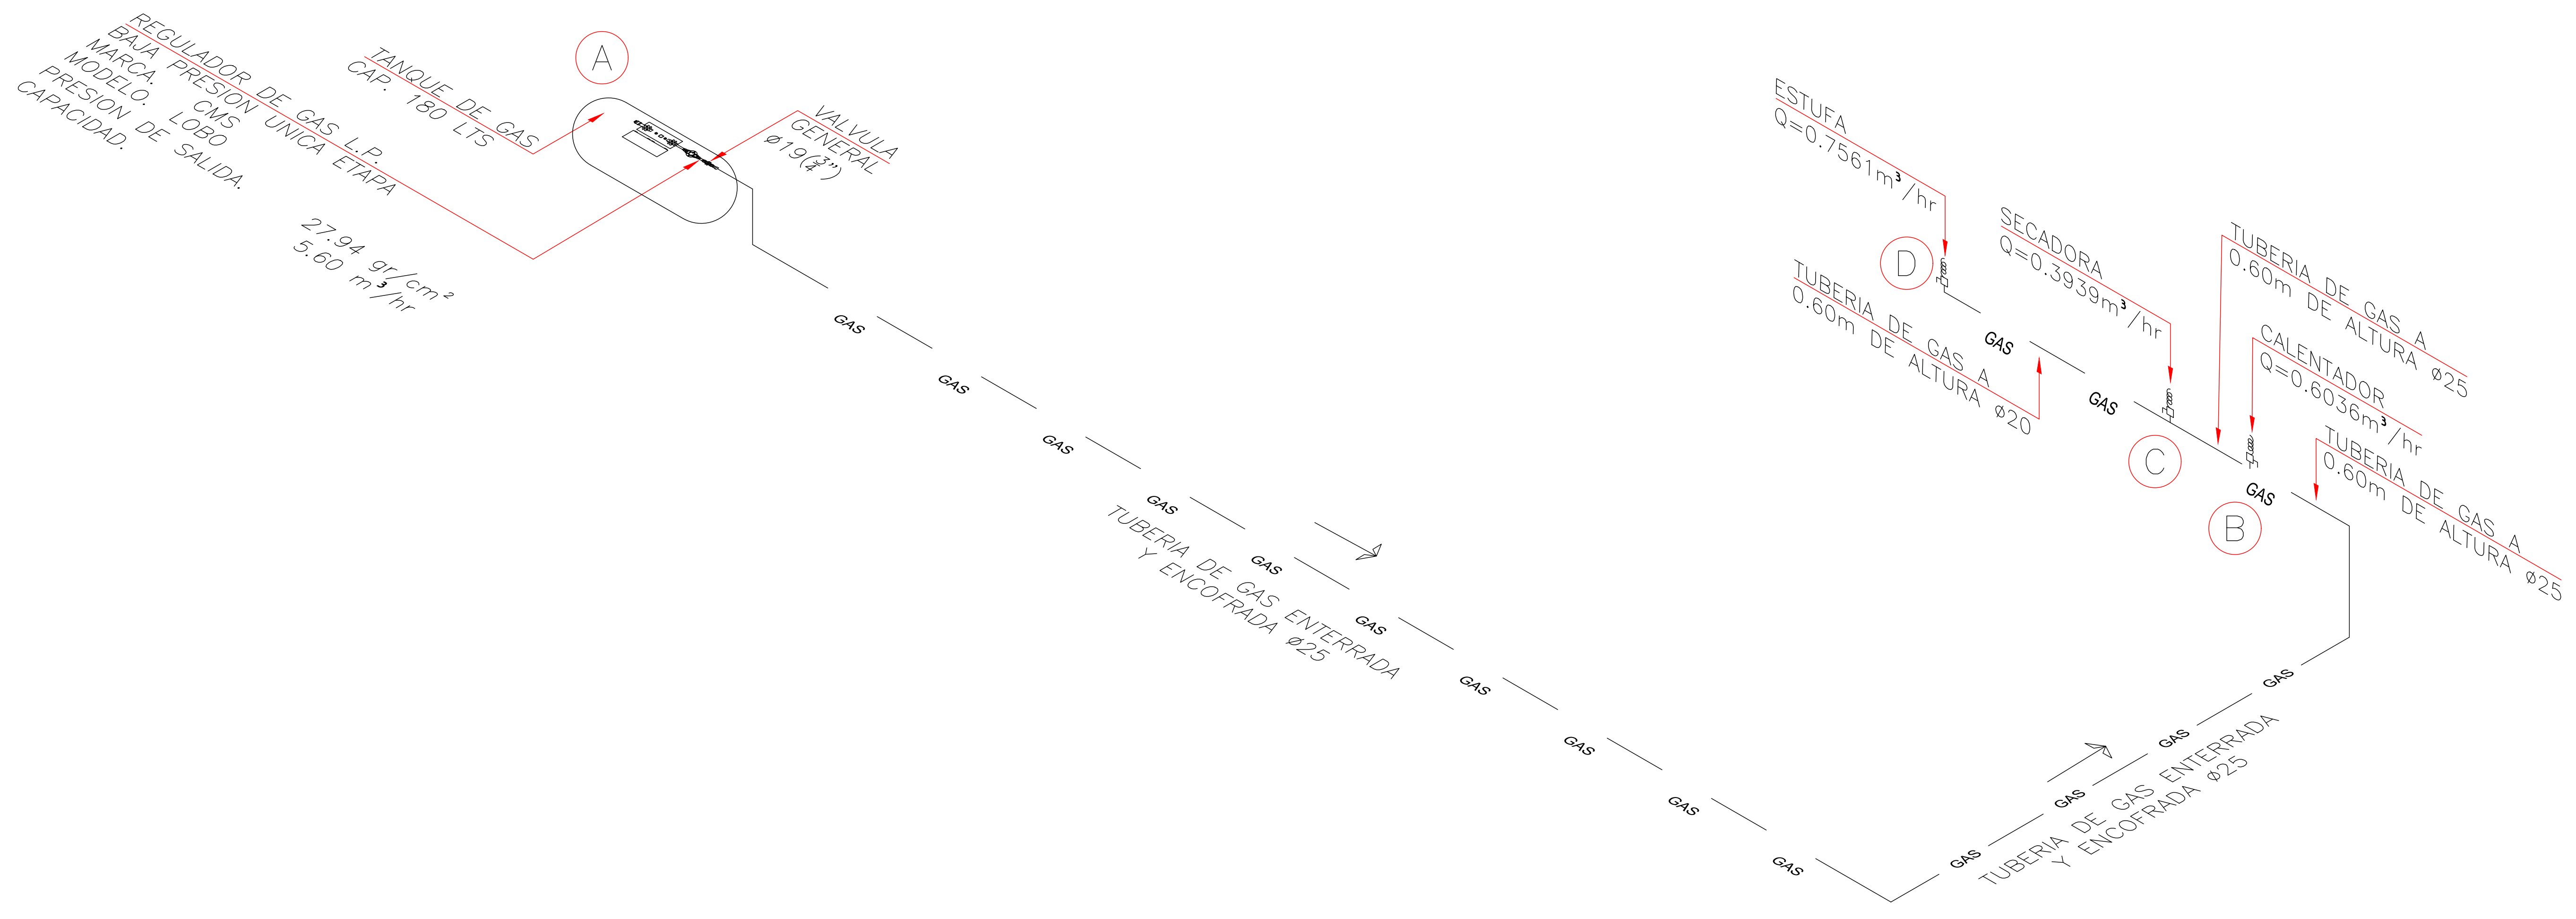 REGULADOR DE GAS L.P.
BAJA PRESION UNICA ETAPA
MARCA. CMS
MODELO. LOBO
PRESION DE SALIDA.
CAPACIDAD.
27.94 gr/cm²
5.60 m³/hr
TANQUE DE GAS
CAP. 180 LTS
A
VALVULA
GENERAL
ø19(3/4")
GAS
GAS
GAS
GAS
GAS
GAS
GAS
GAS
GAS
GAS
TUBERIA DE GAS ENTERRADA
Y ENCOFRADA Ø25
GAS
GAS
GAS
GAS
TUBERIA DE GAS ENTERRADA
Y ENCOFRADA ø25
ESTUFA
Q=0.7561m³/hr
D
TUBERIA DE GAS A
0.60m DE ALTURA ø20
GAS
GAS
SECADORA
Q=0.3939m³/hr
C
TUBERIA DE GAS A
0.60m DE ALTURA ø25
CALENTADOR
Q=0.6036m³/hr
GAS
B
TUBERIA DE GAS A
0.60m DE ALTURA ø25